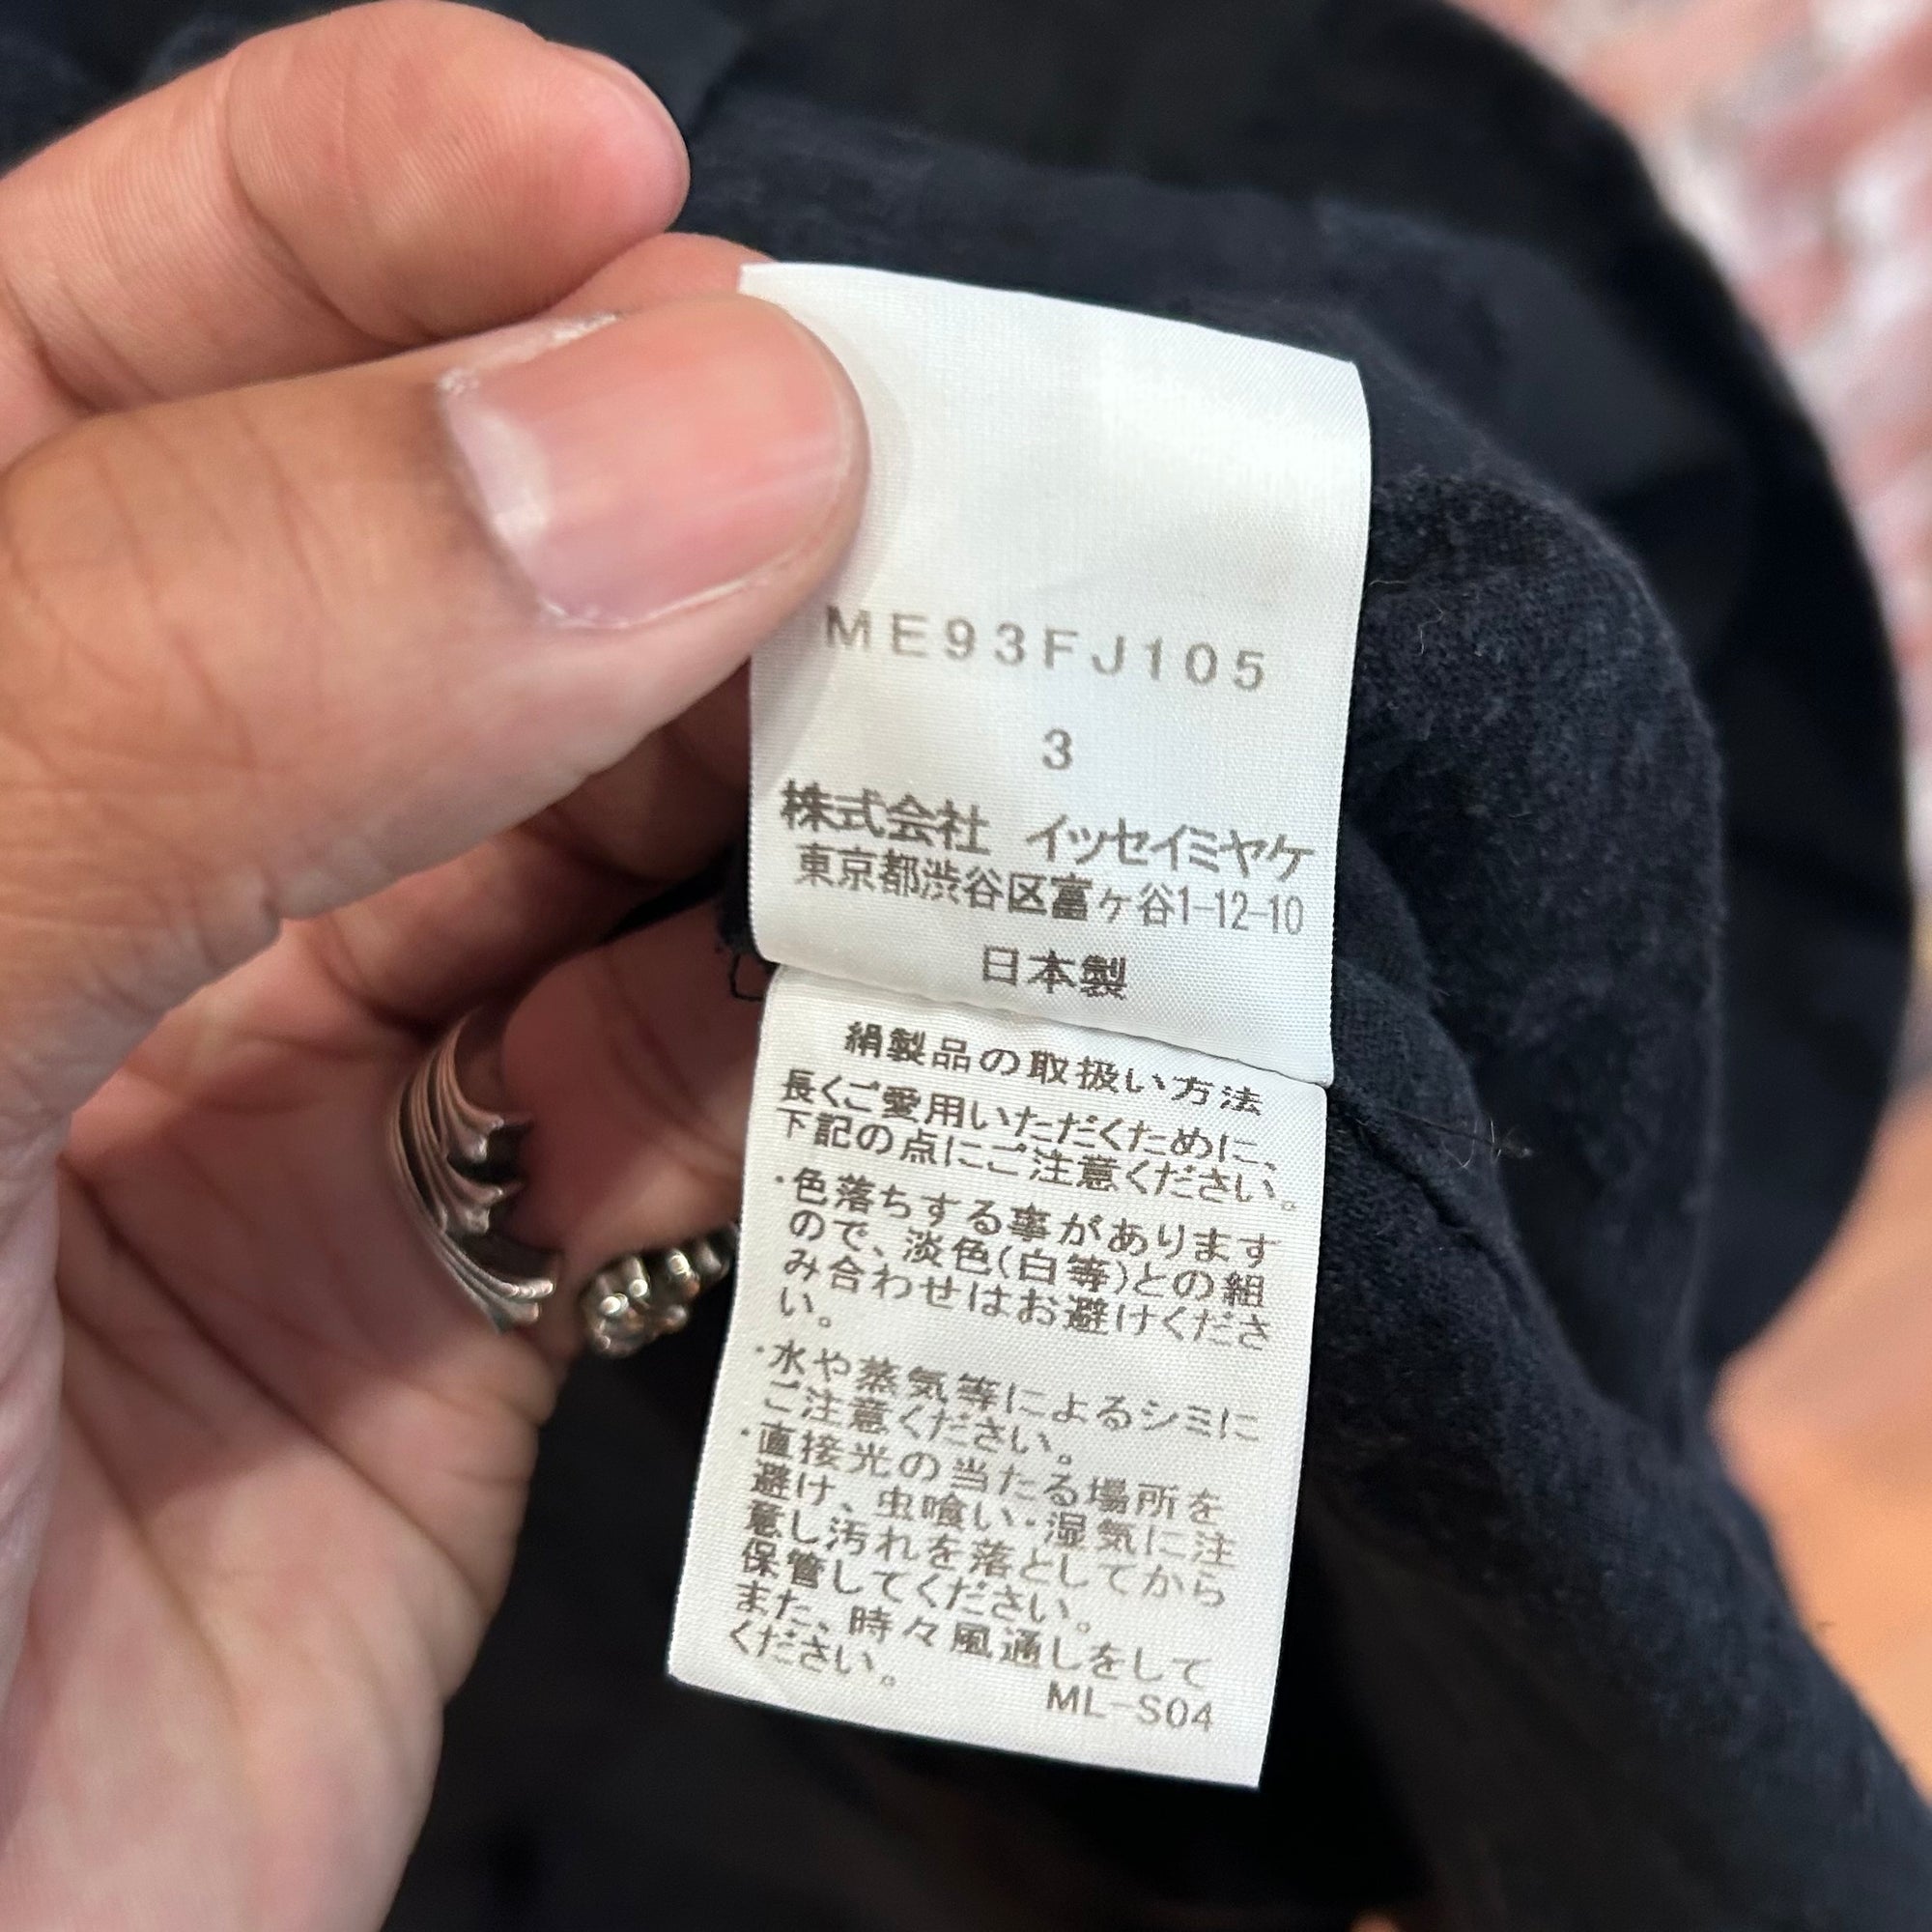 ME93FJ105
3
株式会社 イッセイミヤケ
東京都渋谷区富ヶ谷1-12-10
日本製
絹製品の取扱い方法
長くご愛用いただくために、
下記の点にご注意ください。
・色落ちする事があります
ので、淡色(白等)との組
み合わせはお避けくださ
い。
・水や蒸気等によるシミに
ご注意ください。
・直接光の当たる場所を
避け、虫喰い・湿気に注
意し汚れを落としてから
保管してください。
また、時々風通しをして
ください。
ML-S04